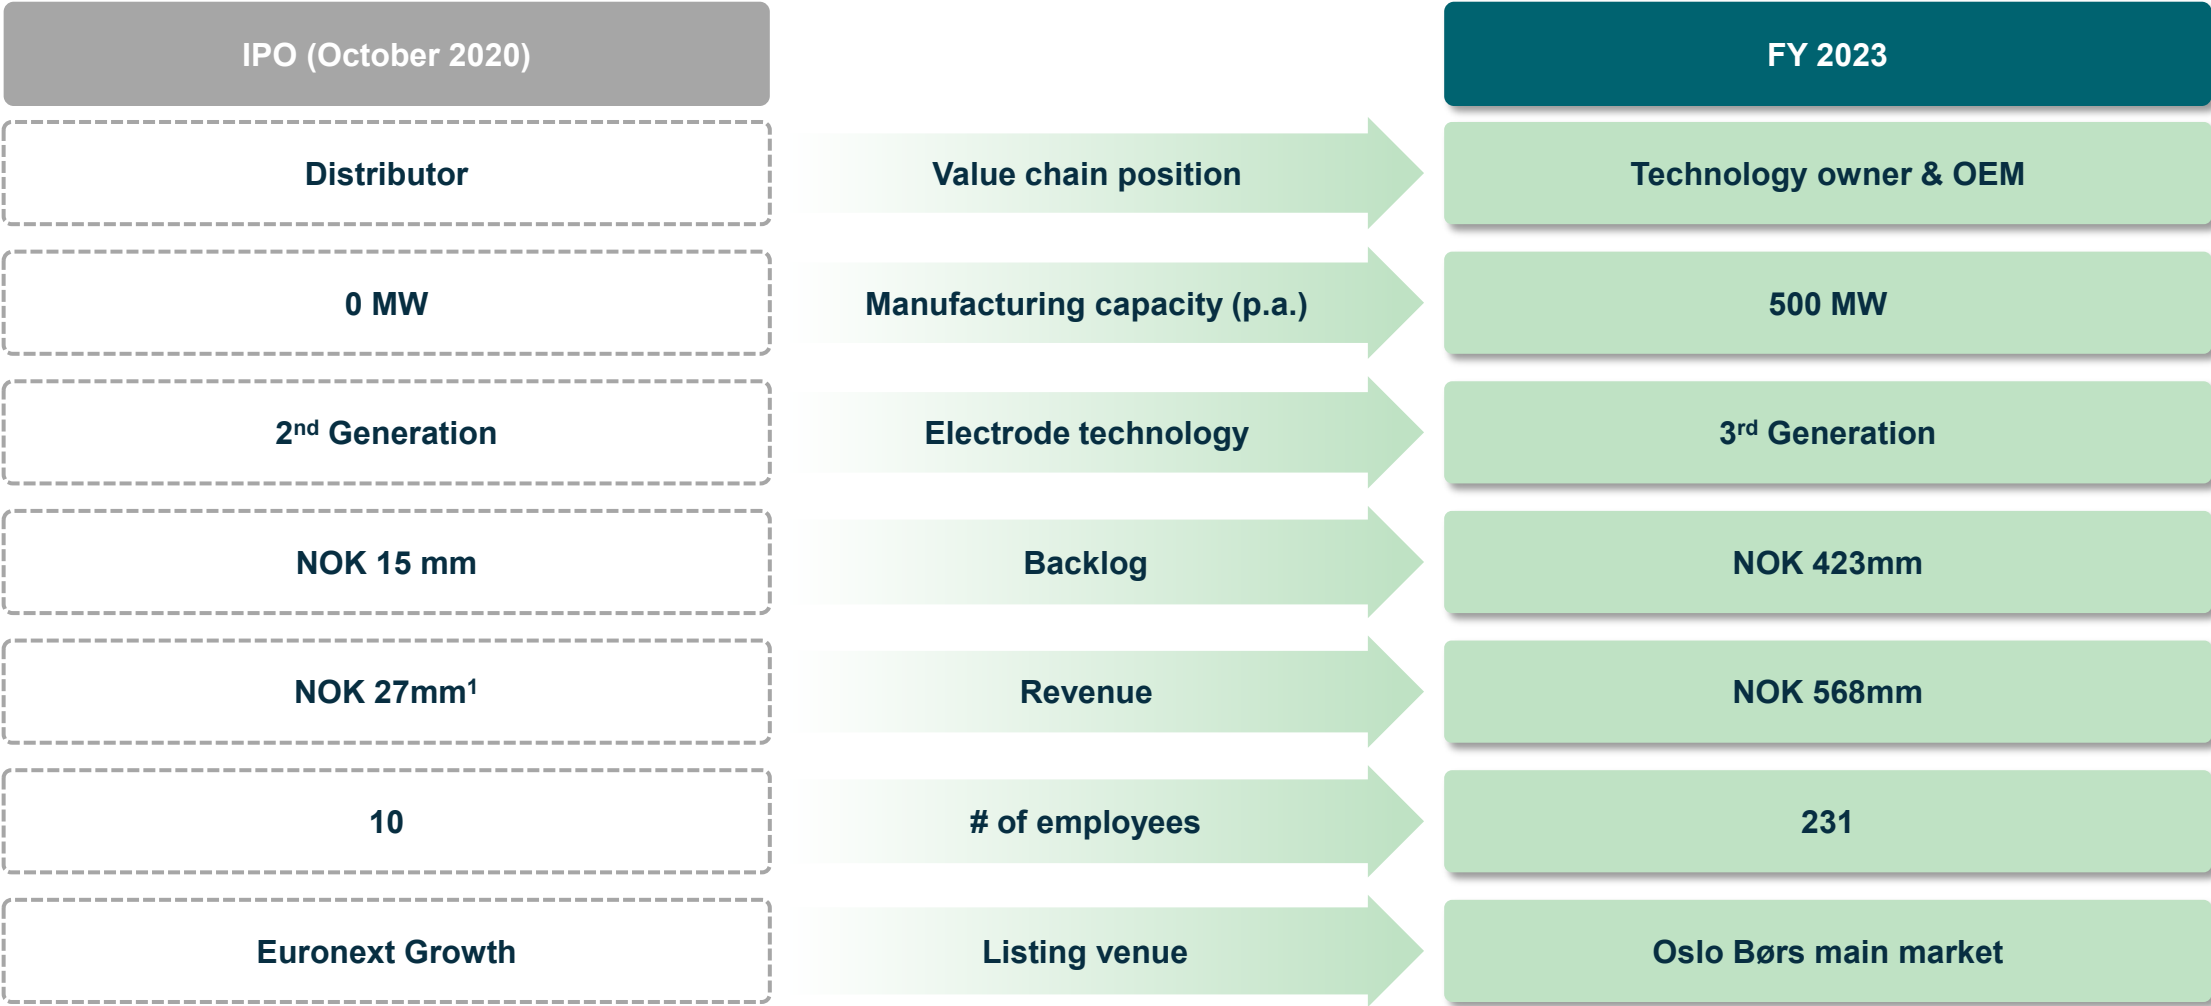 IPO (October 2020)
FY 2023
Distributor
Value chain position
Technology owner & OEM
0 MW
Manufacturing capacity (p.a.)
500 MW
2nd Generation
Electrode technology
3rd Generation
NOK 15 mm
Backlog
NOK 423mm
NOK 27mm¹
Revenue
NOK 568mm
10
# of employees
231
Euronext Growth
Listing venue
Oslo Børs main market